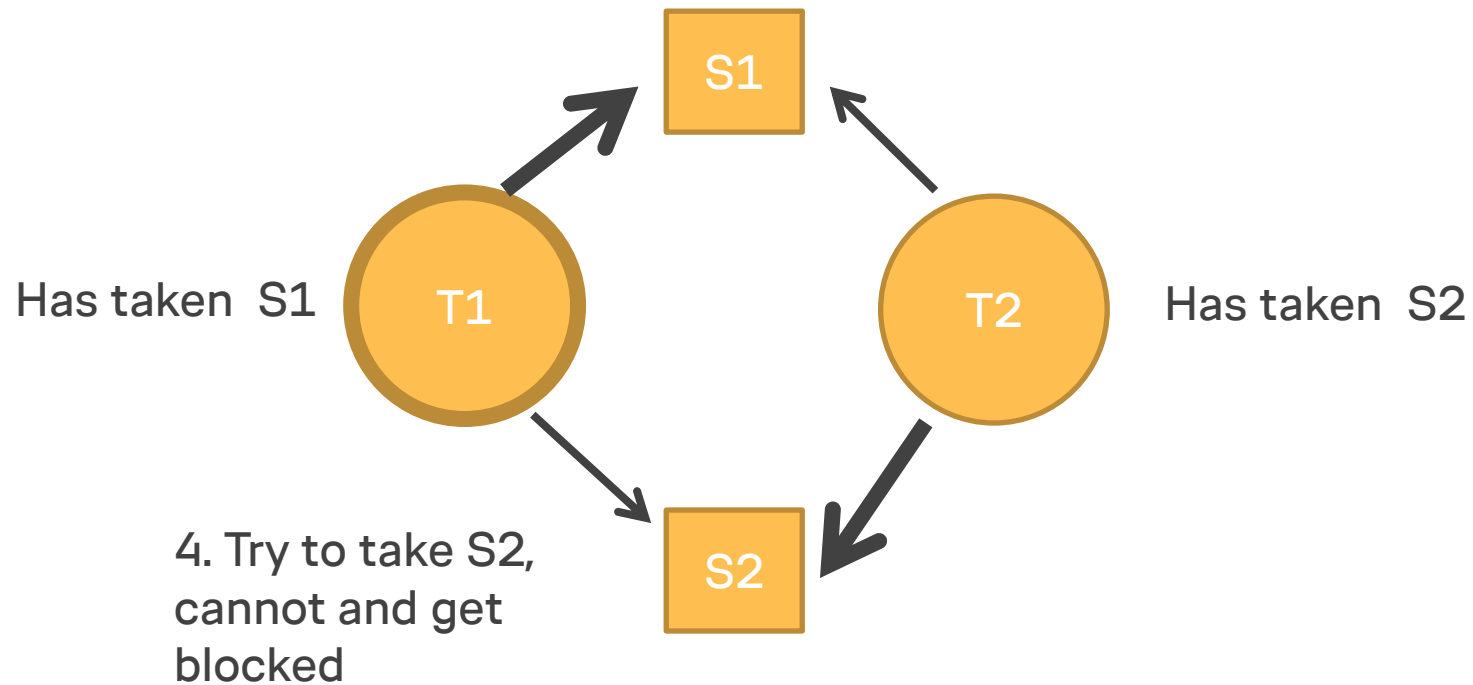 S1
Has taken S1
T1
T2
Has taken S2
4. Try to take S2,
cannot and get
blocked
S2